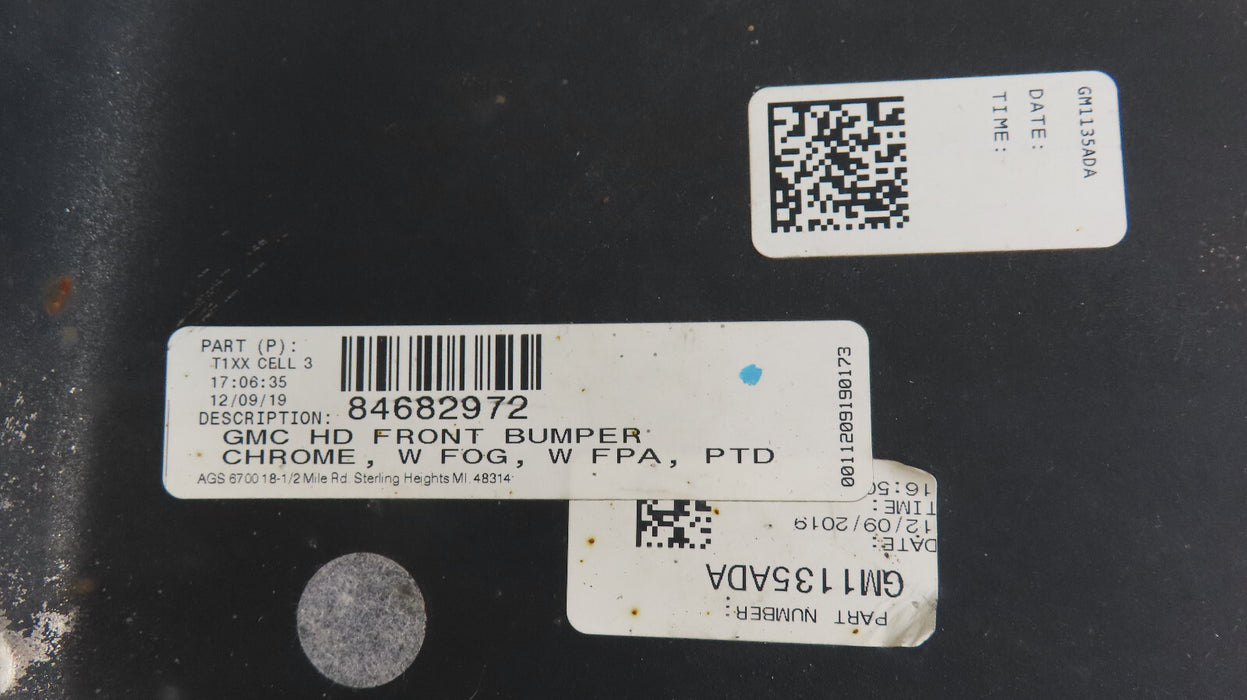 GM1135ADA
DATE:
TIME:
PART (P):
T1XX CELL 3
17:06:35
12/09/19
DESCRIPTION: 84682972
GMC HD FRONT BUMPER
CHROME, W FOG, W FPA, PTD
AGS 6700 18-1/2 Mile Rd. Sterling Heights MI. 48314
0011209190173
PART NUMBER:
GM1135ADA
DATE:
12/09/2019
TIME:
16:50